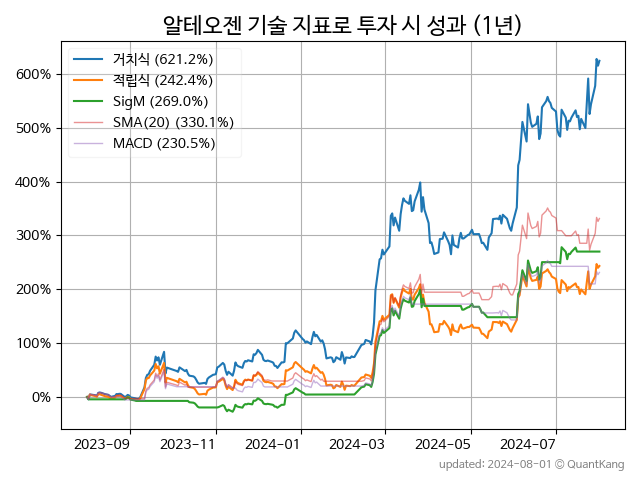 알테오젠 기술 지표로 투자 시 성과 (1년)
거치식 (621.2%)
적립식 (242.4%)
SigM (269.0%)
SMA(20) (330.1%)
MACD (230.5%)
600%
500%
400%
300%
200%
100%
0%
2023-09 2023-11 2024-01 2024-03 2024-05 2024-07
updated: 2024-08-01 © QuantKang